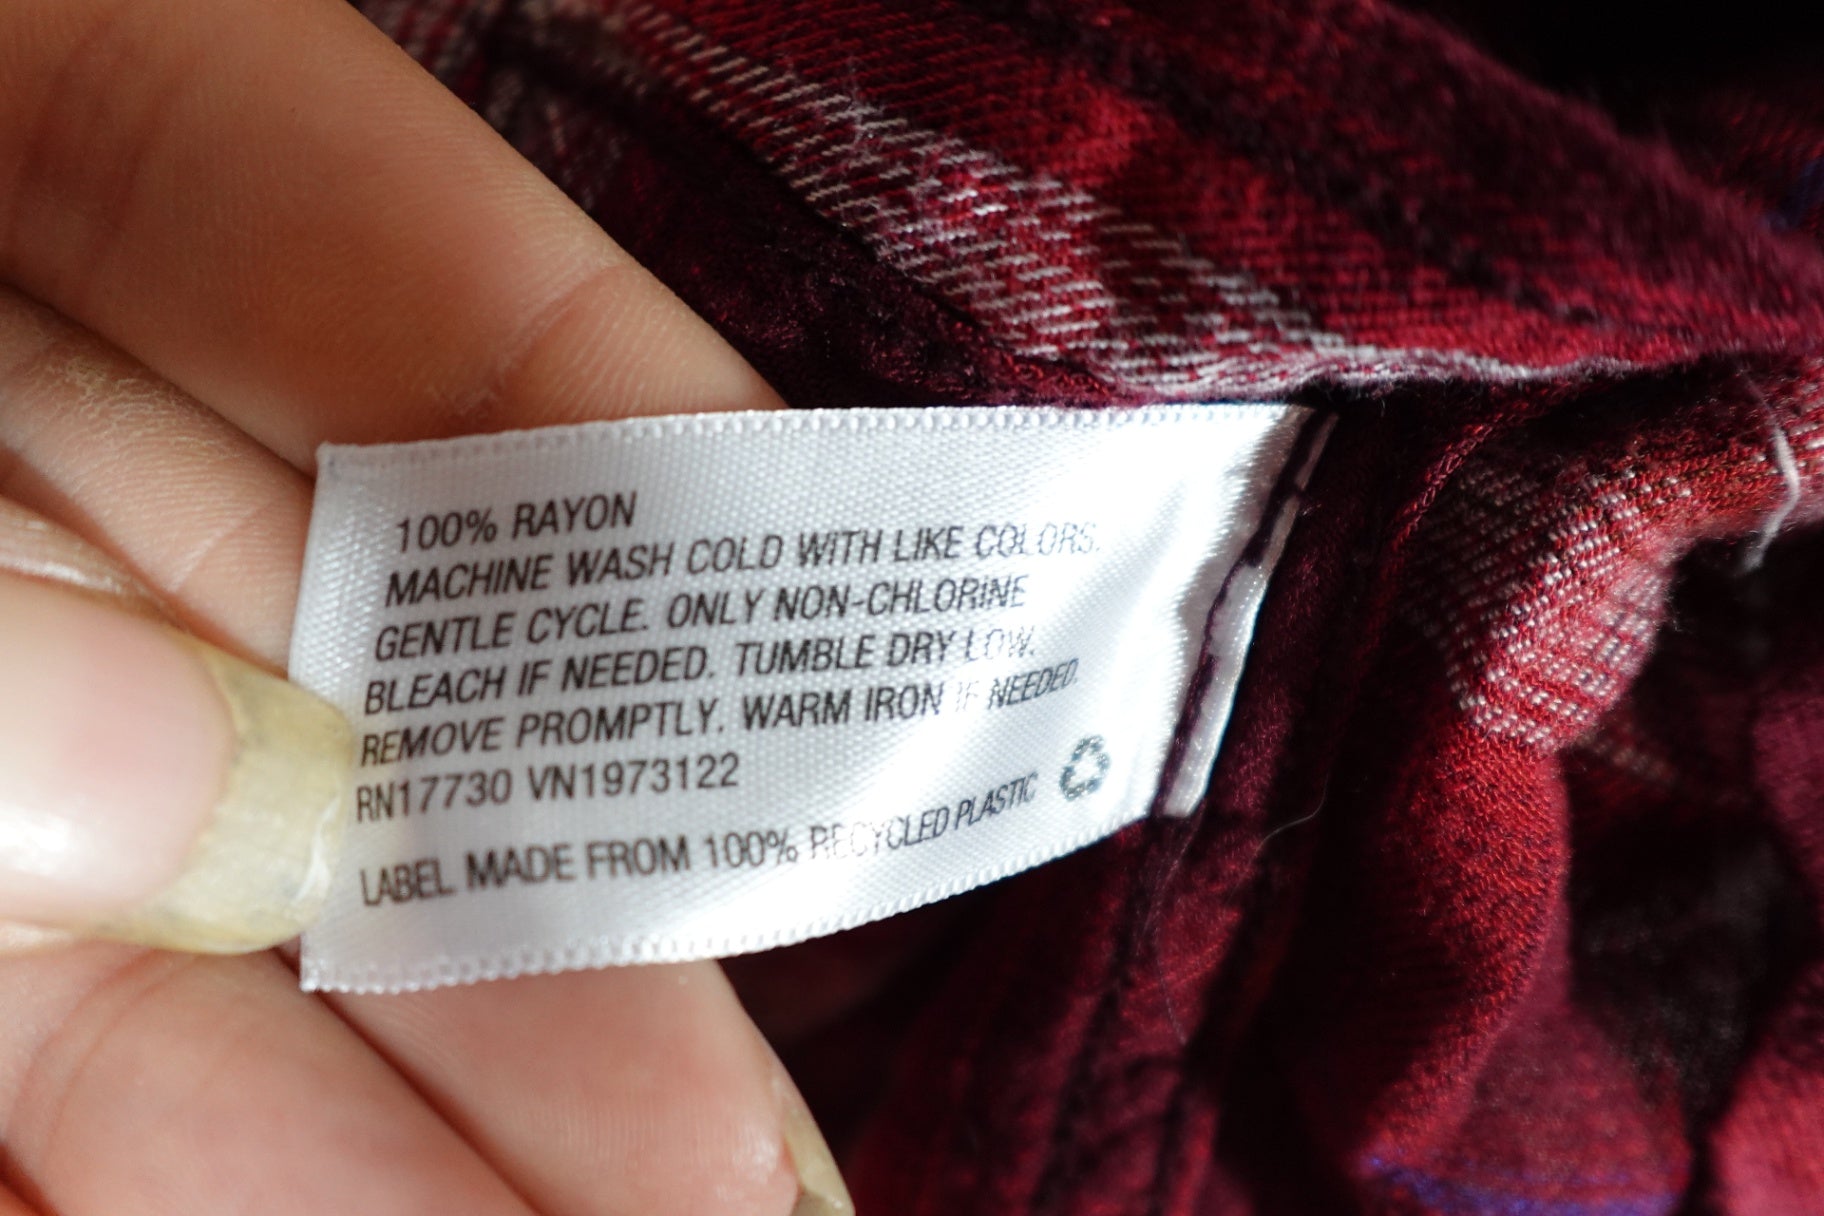 100% RAYON
MACHINE WASH COLD WITH LIKE COLORS.
GENTLE CYCLE. ONLY NON-CHLORINE
BLEACH IF NEEDED. TUMBLE DRY LOW.
REMOVE PROMPTLY. WARM IRON IF NEEDED.
RN17730 VN1973122
LABEL MADE FROM 100% RECYCLED PLASTIC